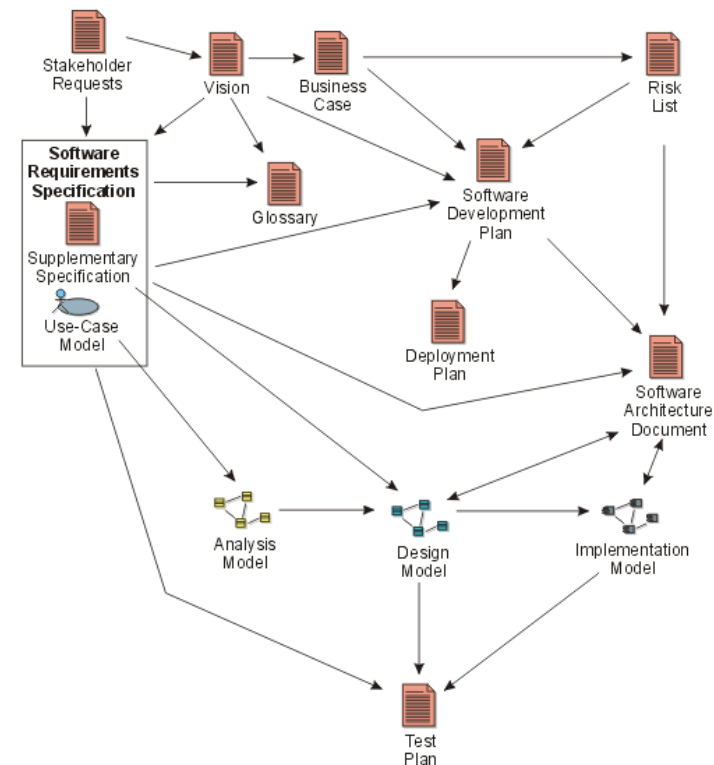 Stakeholder
Requests
Vision
Business
Case
Risk
List
Software
Requirements
Specification
Supplementary
Specification
Use-Case
Model
Glossary
Software
Development
Plan
Deployment
Plan
Software
Architecture
Document
Analysis
Model
Design
Model
Implementation
Model
Test
Plan